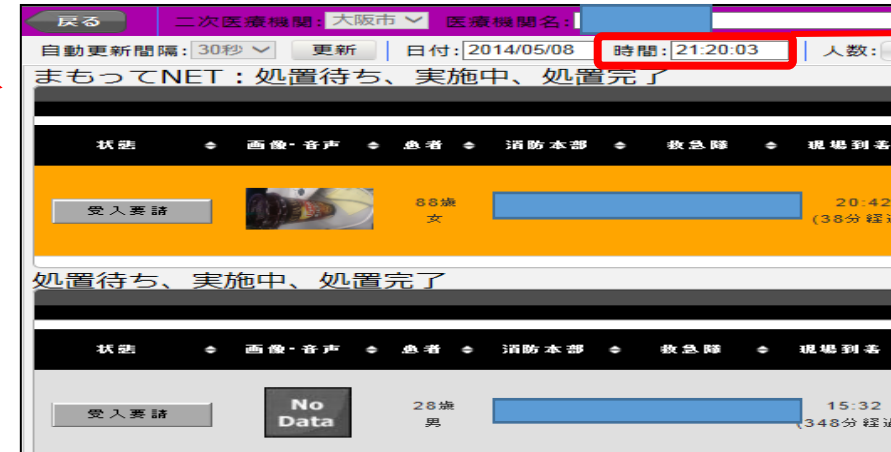 戻る 二次医療機関: 大阪市 医療機関名:
自動更新間隔: 30秒 更新 日付: 2014/05/08 時間: 21:20:03 人数:
まもってNET：処置待ち、実施中、処置完了
状態 画像・音声 患者 消防本部 救急隊 現場到着
受入要請 88歳 女 20:42 (38分経過
処置待ち、実施中、処置完了
状態 画像・音声 患者 消防本部 救急隊 現場到着
受入要請 No Data 28歳 男 15:32 (348分経過